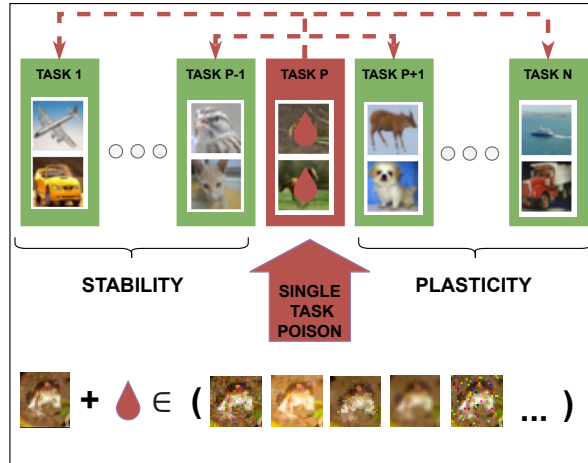 TASK 1
TASK P-1
TASK P
TASK P+1
TASK N
STABILITY
SINGLE
TASK
POISON
PLASTICITY
+ ∈ ( ... )